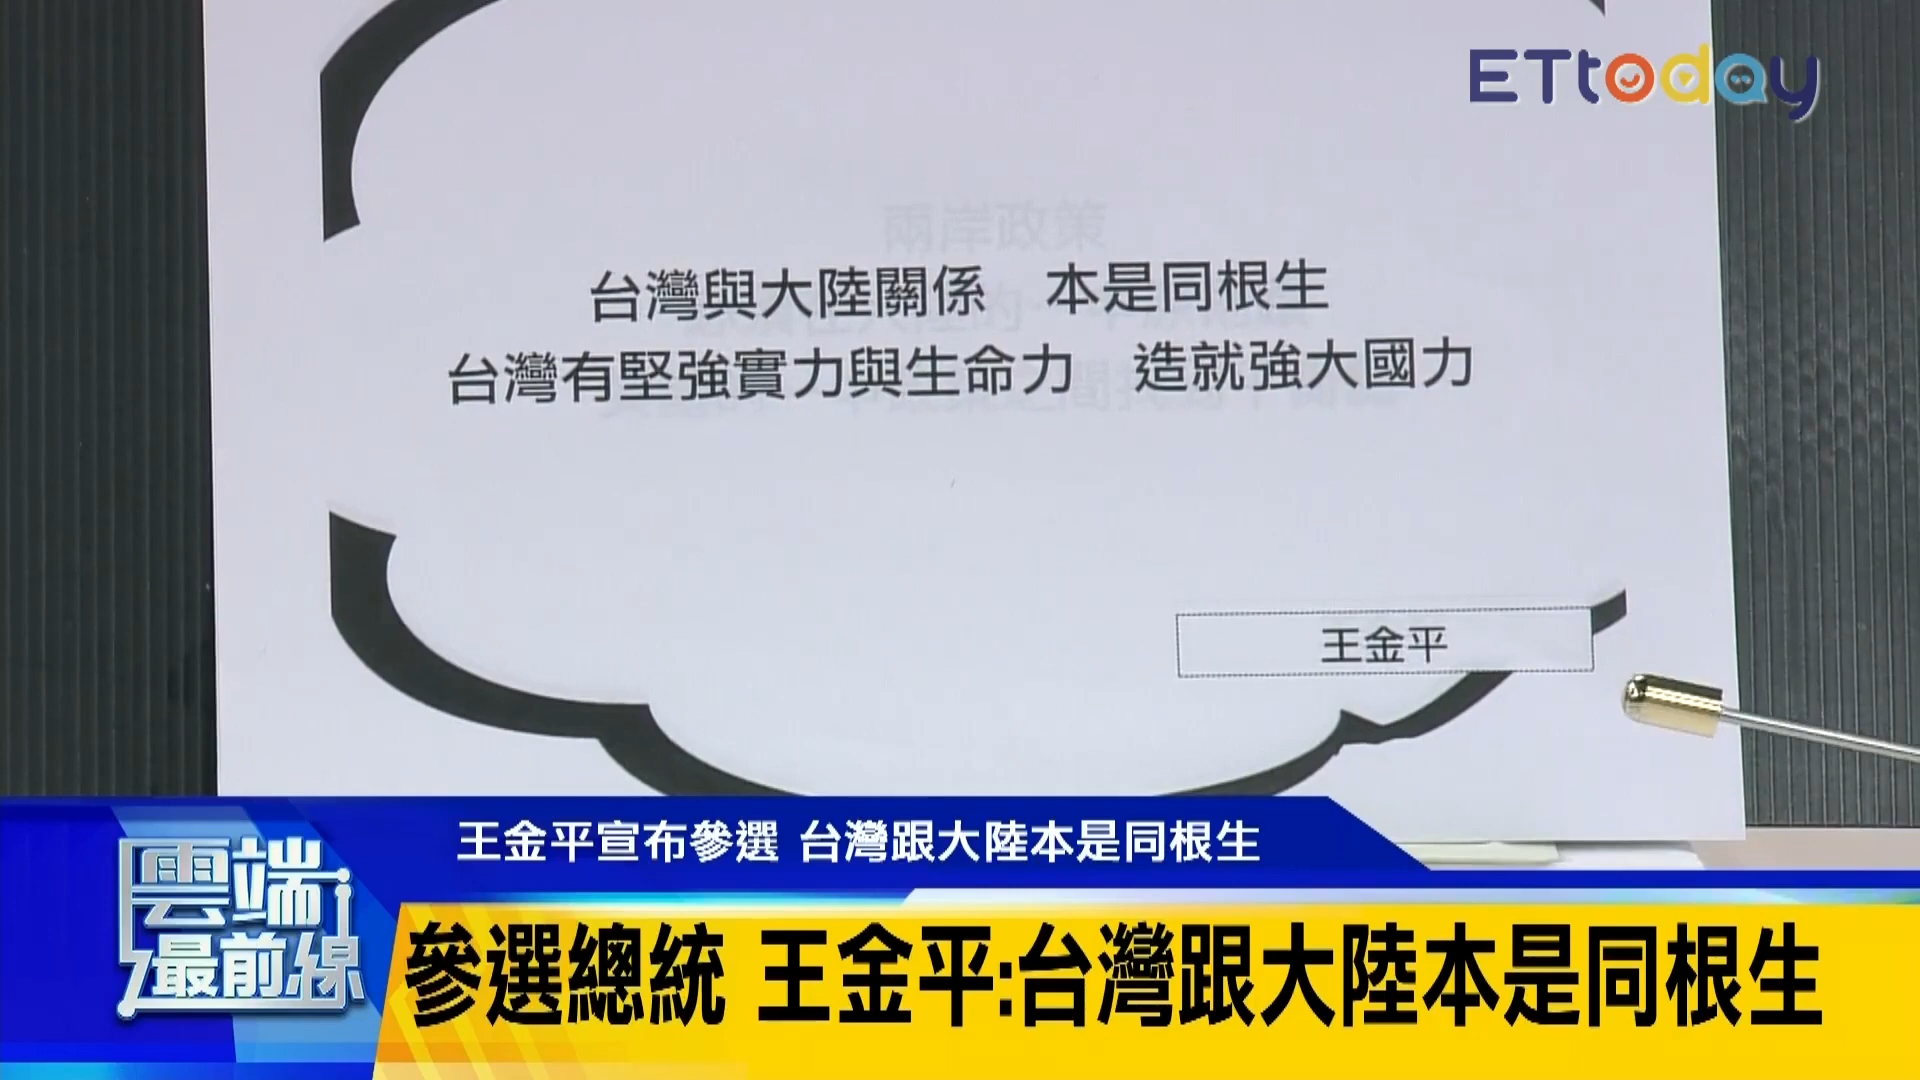 ETtoday
兩岸政策
台灣與大陸關係 本是同根生
台灣有堅強實力與生命力 造就強大國力
王金平
王金平宣布參選 台灣跟大陸本是同根生
雲端最前線
參選總統 王金平:台灣跟大陸本是同根生